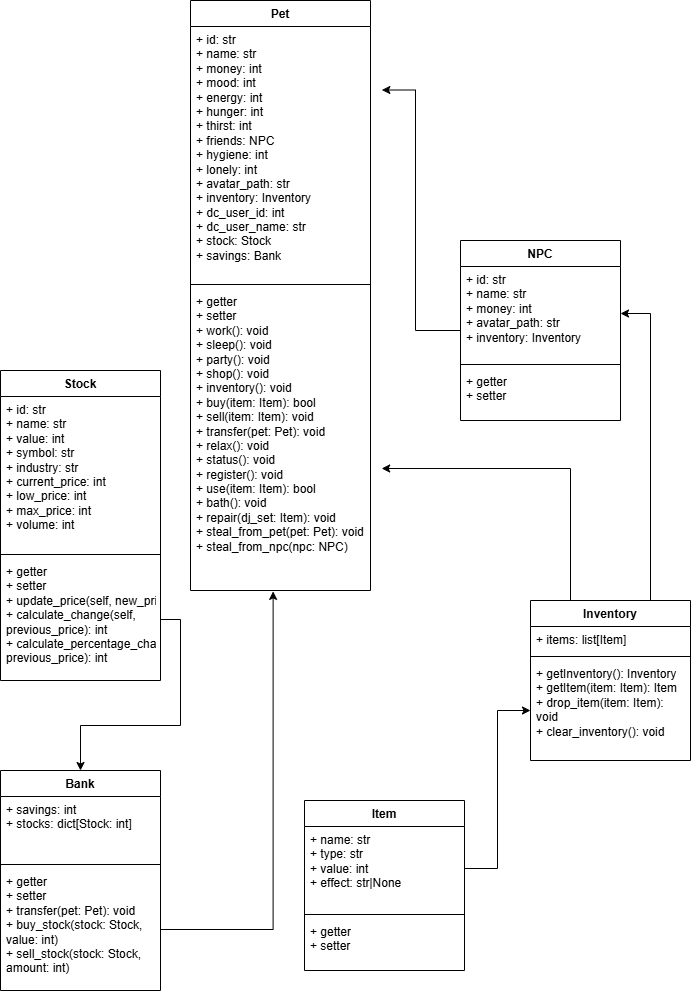 Pet
+ id: str
+ name: str
+ money: int
+ mood: int
+ energy: int
+ hunger: int
+ thirst: int
+ friends: NPC
+ hygiene: int
+ lonely: int
+ avatar_path: str
+ inventory: Inventory
+ dc_user_id: int
+ dc_user_name: str
+ stock: Stock
+ savings: Bank
+ getter
+ setter
+ work(): void
+ sleep(): void
+ party(): void
+ shop(): void
+ inventory(): void
+ buy(item: Item): bool
+ sell(item: Item): void
+ transfer(pet: Pet): void
+ relax(): void
+ status(): void
+ register(): void
+ use(item: Item): bool
+ bath(): void
+ repair(dj_set: Item): void
+ steal_from_pet(pet: Pet): void
+ steal_from_npc(npc: NPC)
NPC
+ id: str
+ name: str
+ money: int
+ avatar_path: str
+ inventory: Inventory
+ getter
+ setter
Stock
+ id: str
+ name: str
+ value: int
+ symbol: str
+ industry: str
+ current_price: int
+ low_price: int
+ max_price: int
+ volume: int
+ getter
+ setter
+ update_price(self, new_pri
+ calculate_change(self,
previous_price): int
+ calculate_percentage_cha
previous_price): int
Inventory
+ items: list[Item]
+ getInventory(): Inventory
+ getItem(item: Item): Item
+ drop_item(item: Item):
void
+ clear_inventory(): void
Bank
+ savings: int
+ stocks: dict[Stock: int]
+ getter
+ setter
+ transfer(pet: Pet): void
+ buy_stock(stock: Stock,
value: int)
+ sell_stock(stock: Stock,
amount: int)
Item
+ name: str
+ type: str
+ value: int
+ effect: str|None
+ getter
+ setter